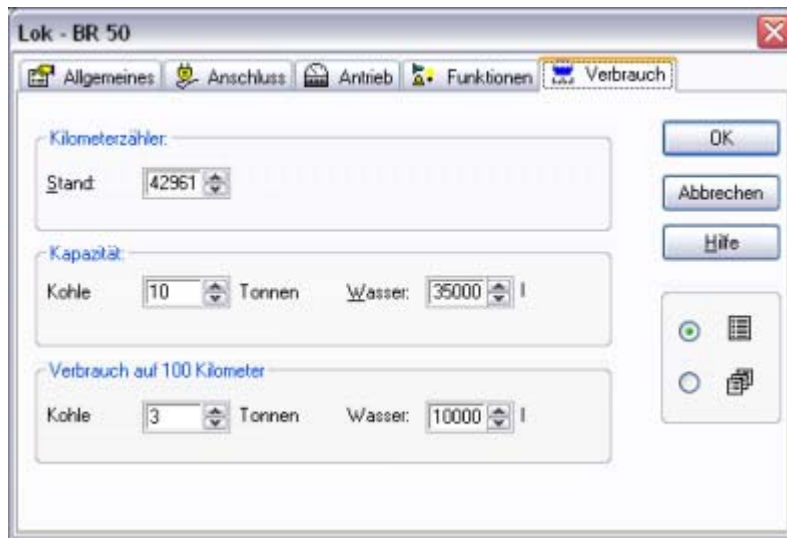 Lok - BR 50
Allgemeines Anschluss Antrieb Funktionen Verbrauch
Kilometerzähler:
Stand: 42961
OK
Abbrechen
Hilfe
Kapazität:
Kohle 10 Tonnen Wasser: 35000 l
Verbrauch auf 100 Kilometer
Kohle 3 Tonnen Wasser: 10000 l